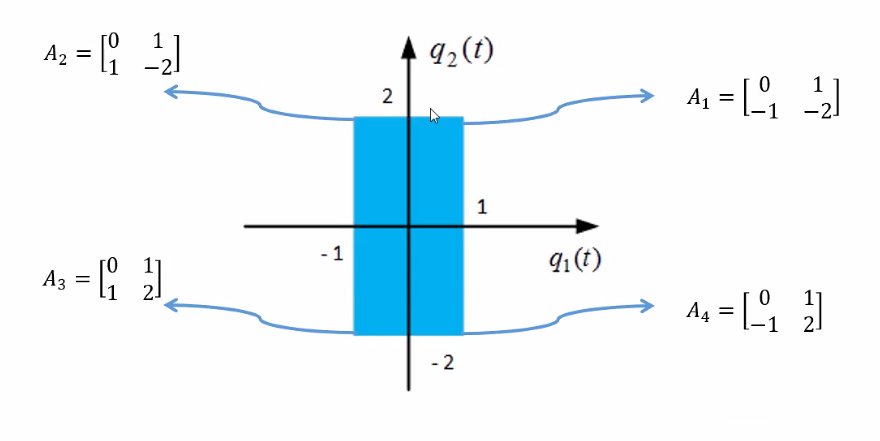 A₂ = [0 1
1 −2]
q₂(t)
2
A₁ = [0 1
−1 −2]
1
- 1
q₁(t)
A₃ = [0 1
1 2]
A₄ = [0 1
−1 2]
- 2